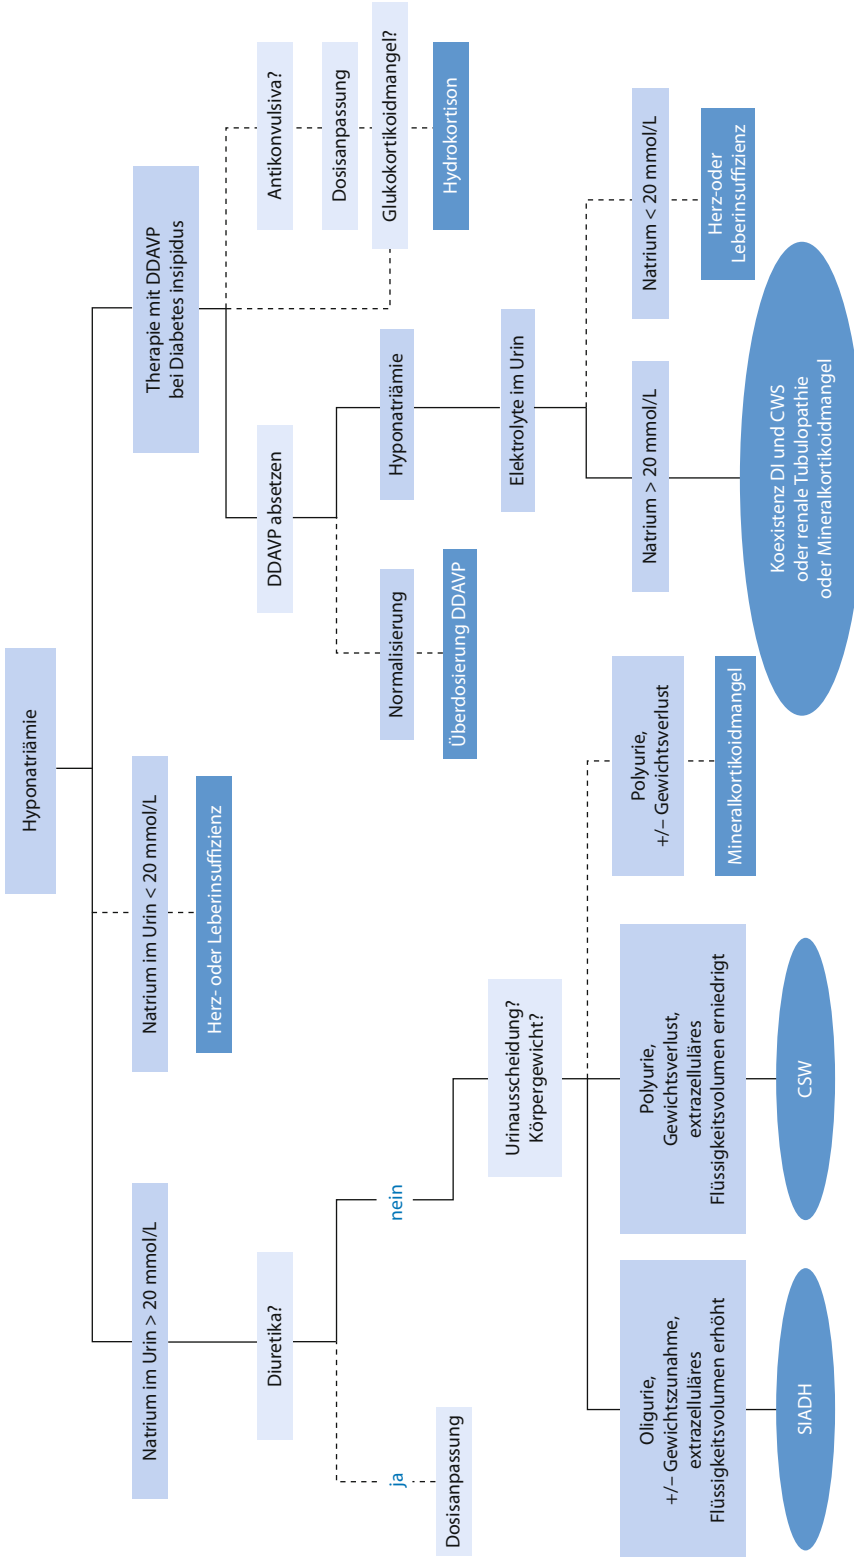 Hyponatriämie
Natrium im Urin > 20 mmol/L
Natrium im Urin < 20 mmol/L
Therapie mit DDAVP
bei Diabetes insipidus
Herz- oder Leberinsuffizienz
Diuretika?
DDAVP absetzen
Antikonvulsiva?
Dosisanpassung
Glukokortikoidmangel?
Hydrokortison
ja
nein
Dosisanpassung
Normalisierung
Hyponatriämie
Überdosierung DDAVP
Urinausscheidung?
Körpergewicht?
Elektrolyte im Urin
Oligurie,
+/− Gewichtszunahme,
extrazelluläres
Flüssigkeitsvolumen erhöht
Polyurie,
Gewichtsverlust,
extrazelluläres
Flüssigkeitsvolumen erniedrigt
Polyurie,
+/− Gewichtsverlust
Natrium > 20 mmol/L
Natrium < 20 mmol/L
SIADH
CSW
Mineralkortikoidmangel
Koexistenz DI und CWS
oder renale Tubulopathie
oder Mineralkortikoidmangel
Herz-oder
Leberinsuffizienz